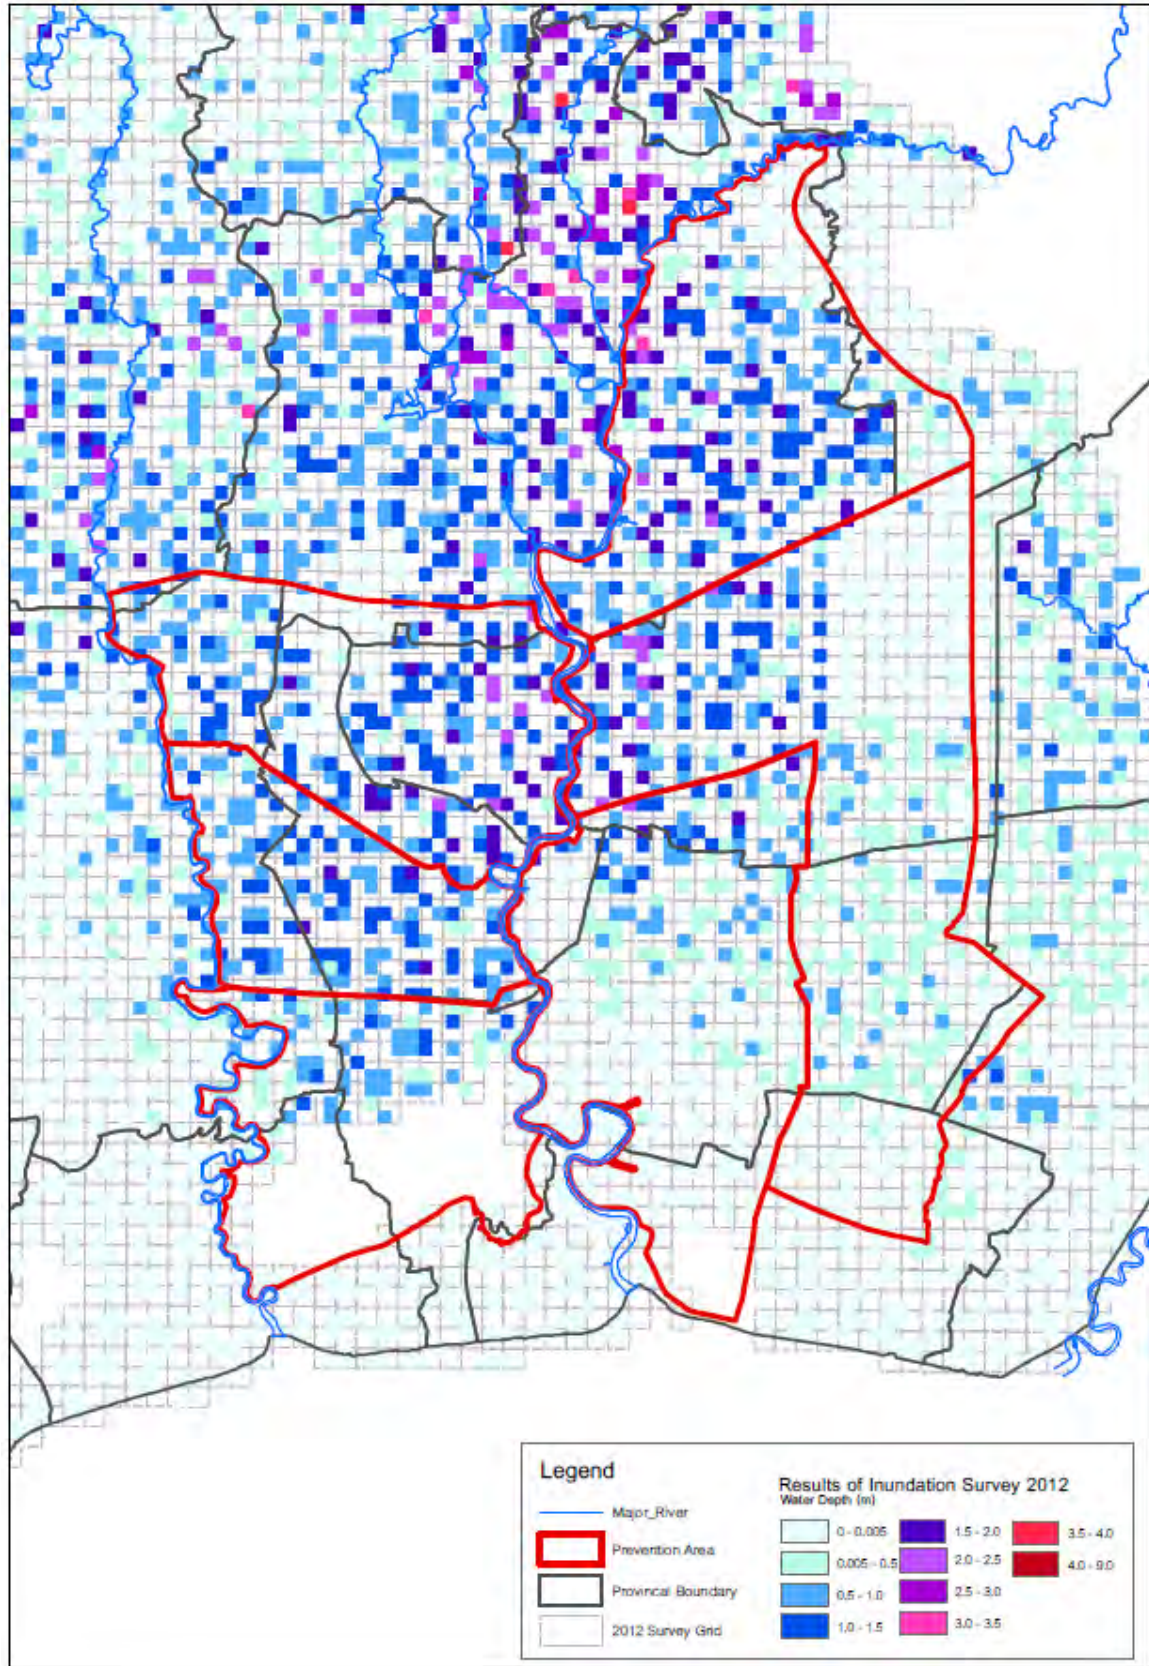 Legend
Major_River
Prevention Area
Provincal Boundary
2012 Survey Grid
Results of Inundation Survey 2012
Water Depth (m)
0 - 0.005
0.005 - 0.5
0.5 - 1.0
1.0 - 1.5
1.5 - 2.0
2.0 - 2.5
2.5 - 3.0
3.0 - 3.5
3.5 - 4.0
4.0 - 9.0